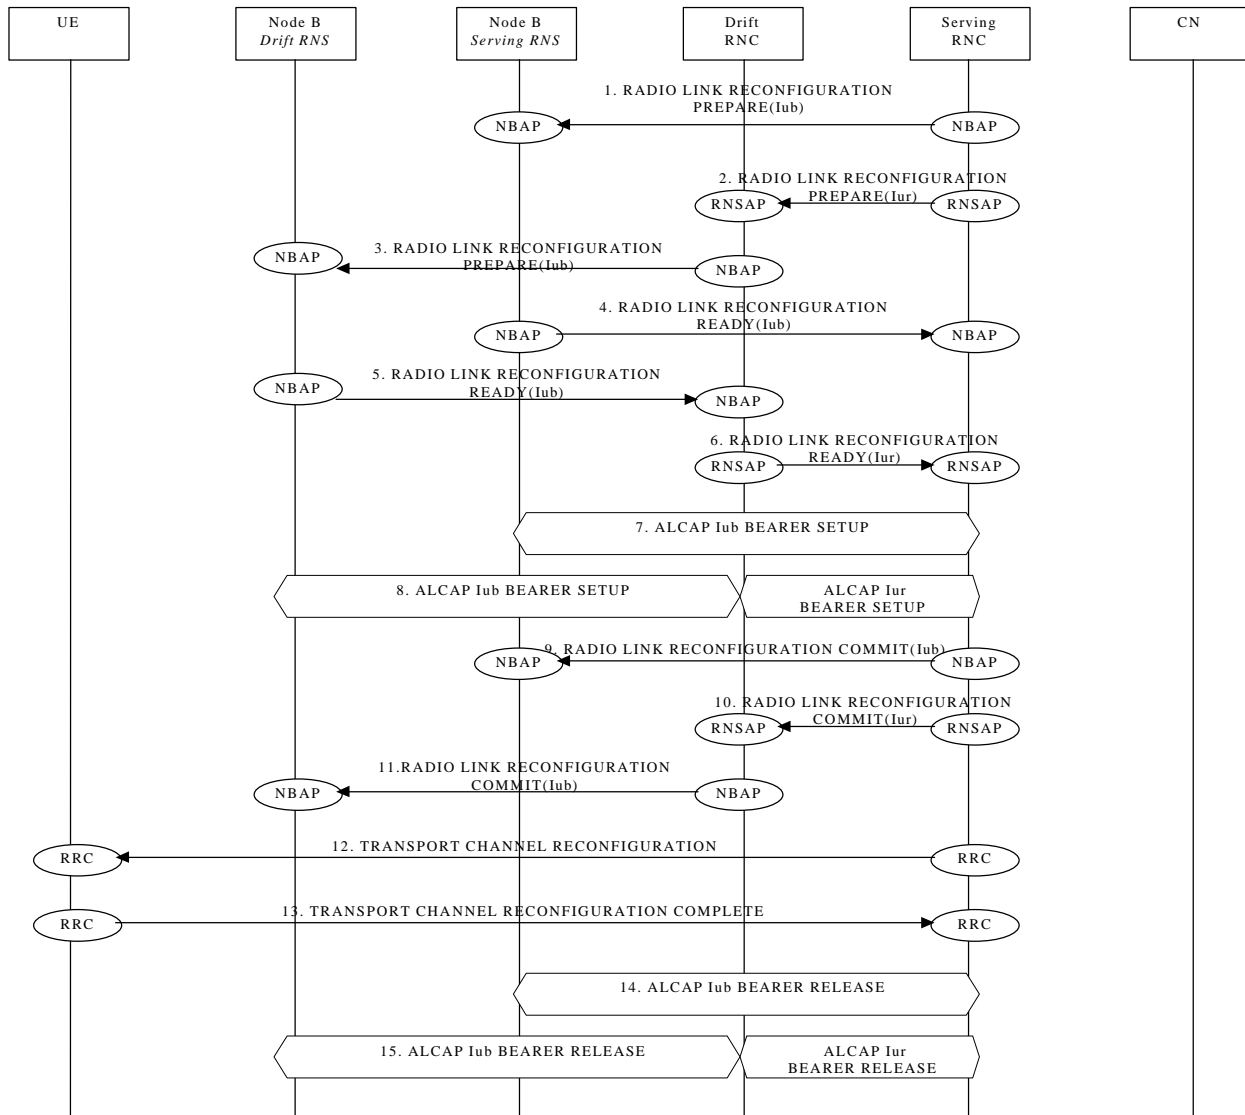 UE
Node B
Drift RNS
Node B
Serving RNS
Drift
RNC
Serving
RNC
CN
1. RADIO LINK RECONFIGURATION
PREPARE(Iub)
NBAP
NBAP
2. RADIO LINK RECONFIGURATION
PREPARE(Iur)
RNSAP
RNSAP
3. RADIO LINK RECONFIGURATION
PREPARE(Iub)
NBAP
NBAP
4. RADIO LINK RECONFIGURATION
READY(Iub)
NBAP
NBAP
5. RADIO LINK RECONFIGURATION
READY(Iub)
NBAP
NBAP
6. RADIO LINK RECONFIGURATION
READY(Iur)
RNSAP
RNSAP
7. ALCAP Iub BEARER SETUP
8. ALCAP Iub BEARER SETUP
ALCAP Iur
BEARER SETUP
9. RADIO LINK RECONFIGURATION COMMIT(Iub)
NBAP
NBAP
10. RADIO LINK RECONFIGURATION
COMMIT(Iur)
RNSAP
RNSAP
11.RADIO LINK RECONFIGURATION
COMMIT(Iub)
NBAP
NBAP
12. TRANSPORT CHANNEL RECONFIGURATION
RRC
RRC
13. TRANSPORT CHANNEL RECONFIGURATION COMPLETE
RRC
RRC
14. ALCAP Iub BEARER RELEASE
15. ALCAP Iub BEARER RELEASE
ALCAP Iur
BEARER RELEASE